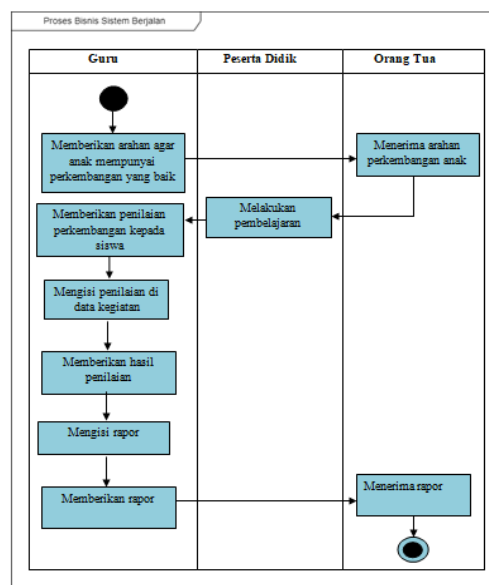 Proses Bisnis Sistem Berjalan
Guru
Peserta Didik
Orang Tua
Memberikan arahan agar
anak mempunyai
perkembangan yang baik
Menerima arahan
perkembangan anak
Melakukan
pembelajaran
Memberikan penilaian
perkembangan kepada
siswa
Mengisi penilaian di
data kegiatan
Memberikan hasil
penilaian
Mengisi rapor
Memberikan rapor
Menerima rapor